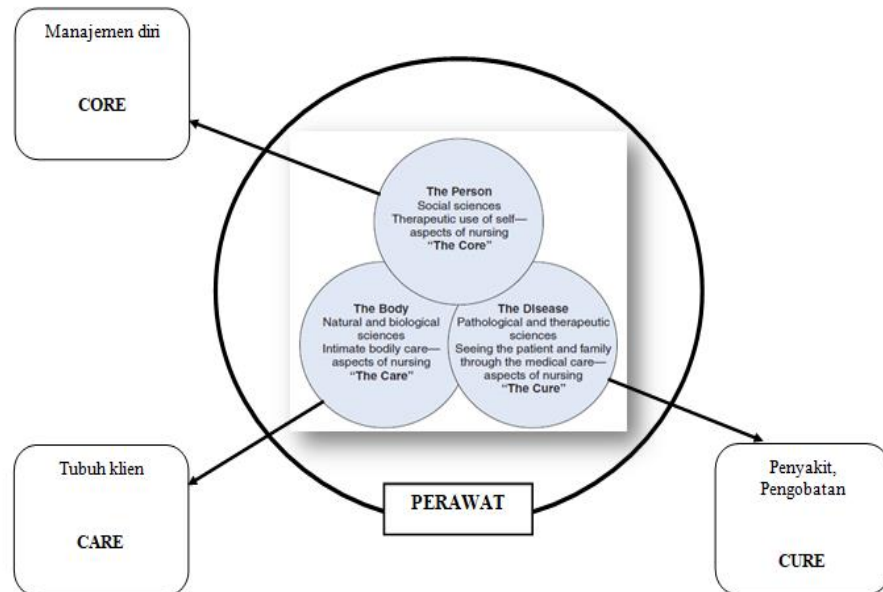 Manajemen diri
CORE
The Person
Social sciences
Therapeutic use of self—
aspects of nursing
"The Core"
The Body
Natural and biological
sciences
Intimate bodily care—
aspects of nursing
"The Care"
The Disease
Pathological and therapeutic
sciences
Seeing the patient and family
through the medical care—
aspects of nursing
"The Cure"
Tubuh klien
CARE
PERAWAT
Penyakit,
Pengobatan
CURE